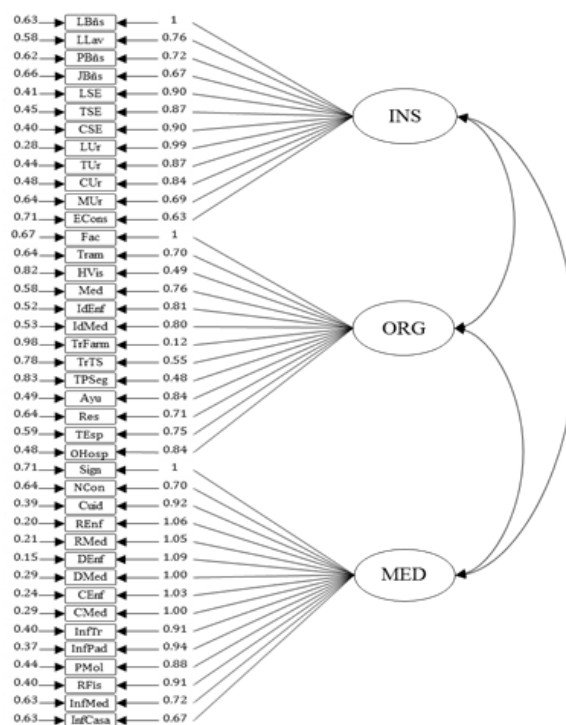 0.63 LBñs 1
0.58 LLav 0.76
0.62 PBñs 0.72
0.66 JBñs 0.67
0.41 LSE 0.90
0.45 TSE 0.87
0.40 CSE 0.90
0.28 LUr 0.99
0.44 TUr 0.87
0.48 CUr 0.84
0.64 MUr 0.69
0.71 ECons 0.63
INS
0.67 Fac 1
0.64 Tram 0.70
0.82 HVis 0.49
0.58 Med 0.76
0.52 IdEnf 0.81
0.53 IdMed 0.80
0.98 TrFarm 0.12
0.78 TrTS 0.55
0.83 TPSeg 0.48
0.49 Ayu 0.84
0.64 Res 0.71
0.59 TEsp 0.75
0.48 OHosp 0.84
ORG
0.71 Sign 1
0.64 NCon 0.70
0.39 Cuid 0.92
0.20 REnf 1.06
0.21 RMed 1.05
0.15 DEnf 1.09
0.29 DMed 1.00
0.24 CEnf 1.03
0.29 CMed 1.00
0.40 InfTr 0.91
0.37 InfPad 0.94
0.44 PMol 0.88
0.40 RFis 0.91
0.63 InfMed 0.72
0.63 InfCasa 0.67
MED